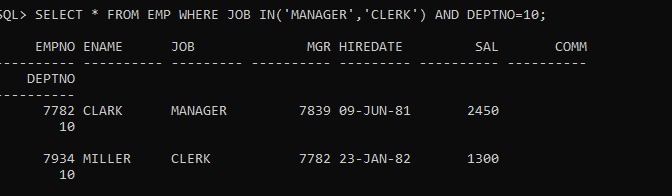 SQL> SELECT * FROM EMP WHERE JOB IN('MANAGER','CLERK') AND DEPTNO=10;
EMPNO ENAME JOB MGR HIREDATE SAL COMM
---------- ---------- --------- ---------- --------- ---------- ----------
DEPTNO
----------
7782 CLARK MANAGER 7839 09-JUN-81 2450
10
7934 MILLER CLERK 7782 23-JAN-82 1300
10